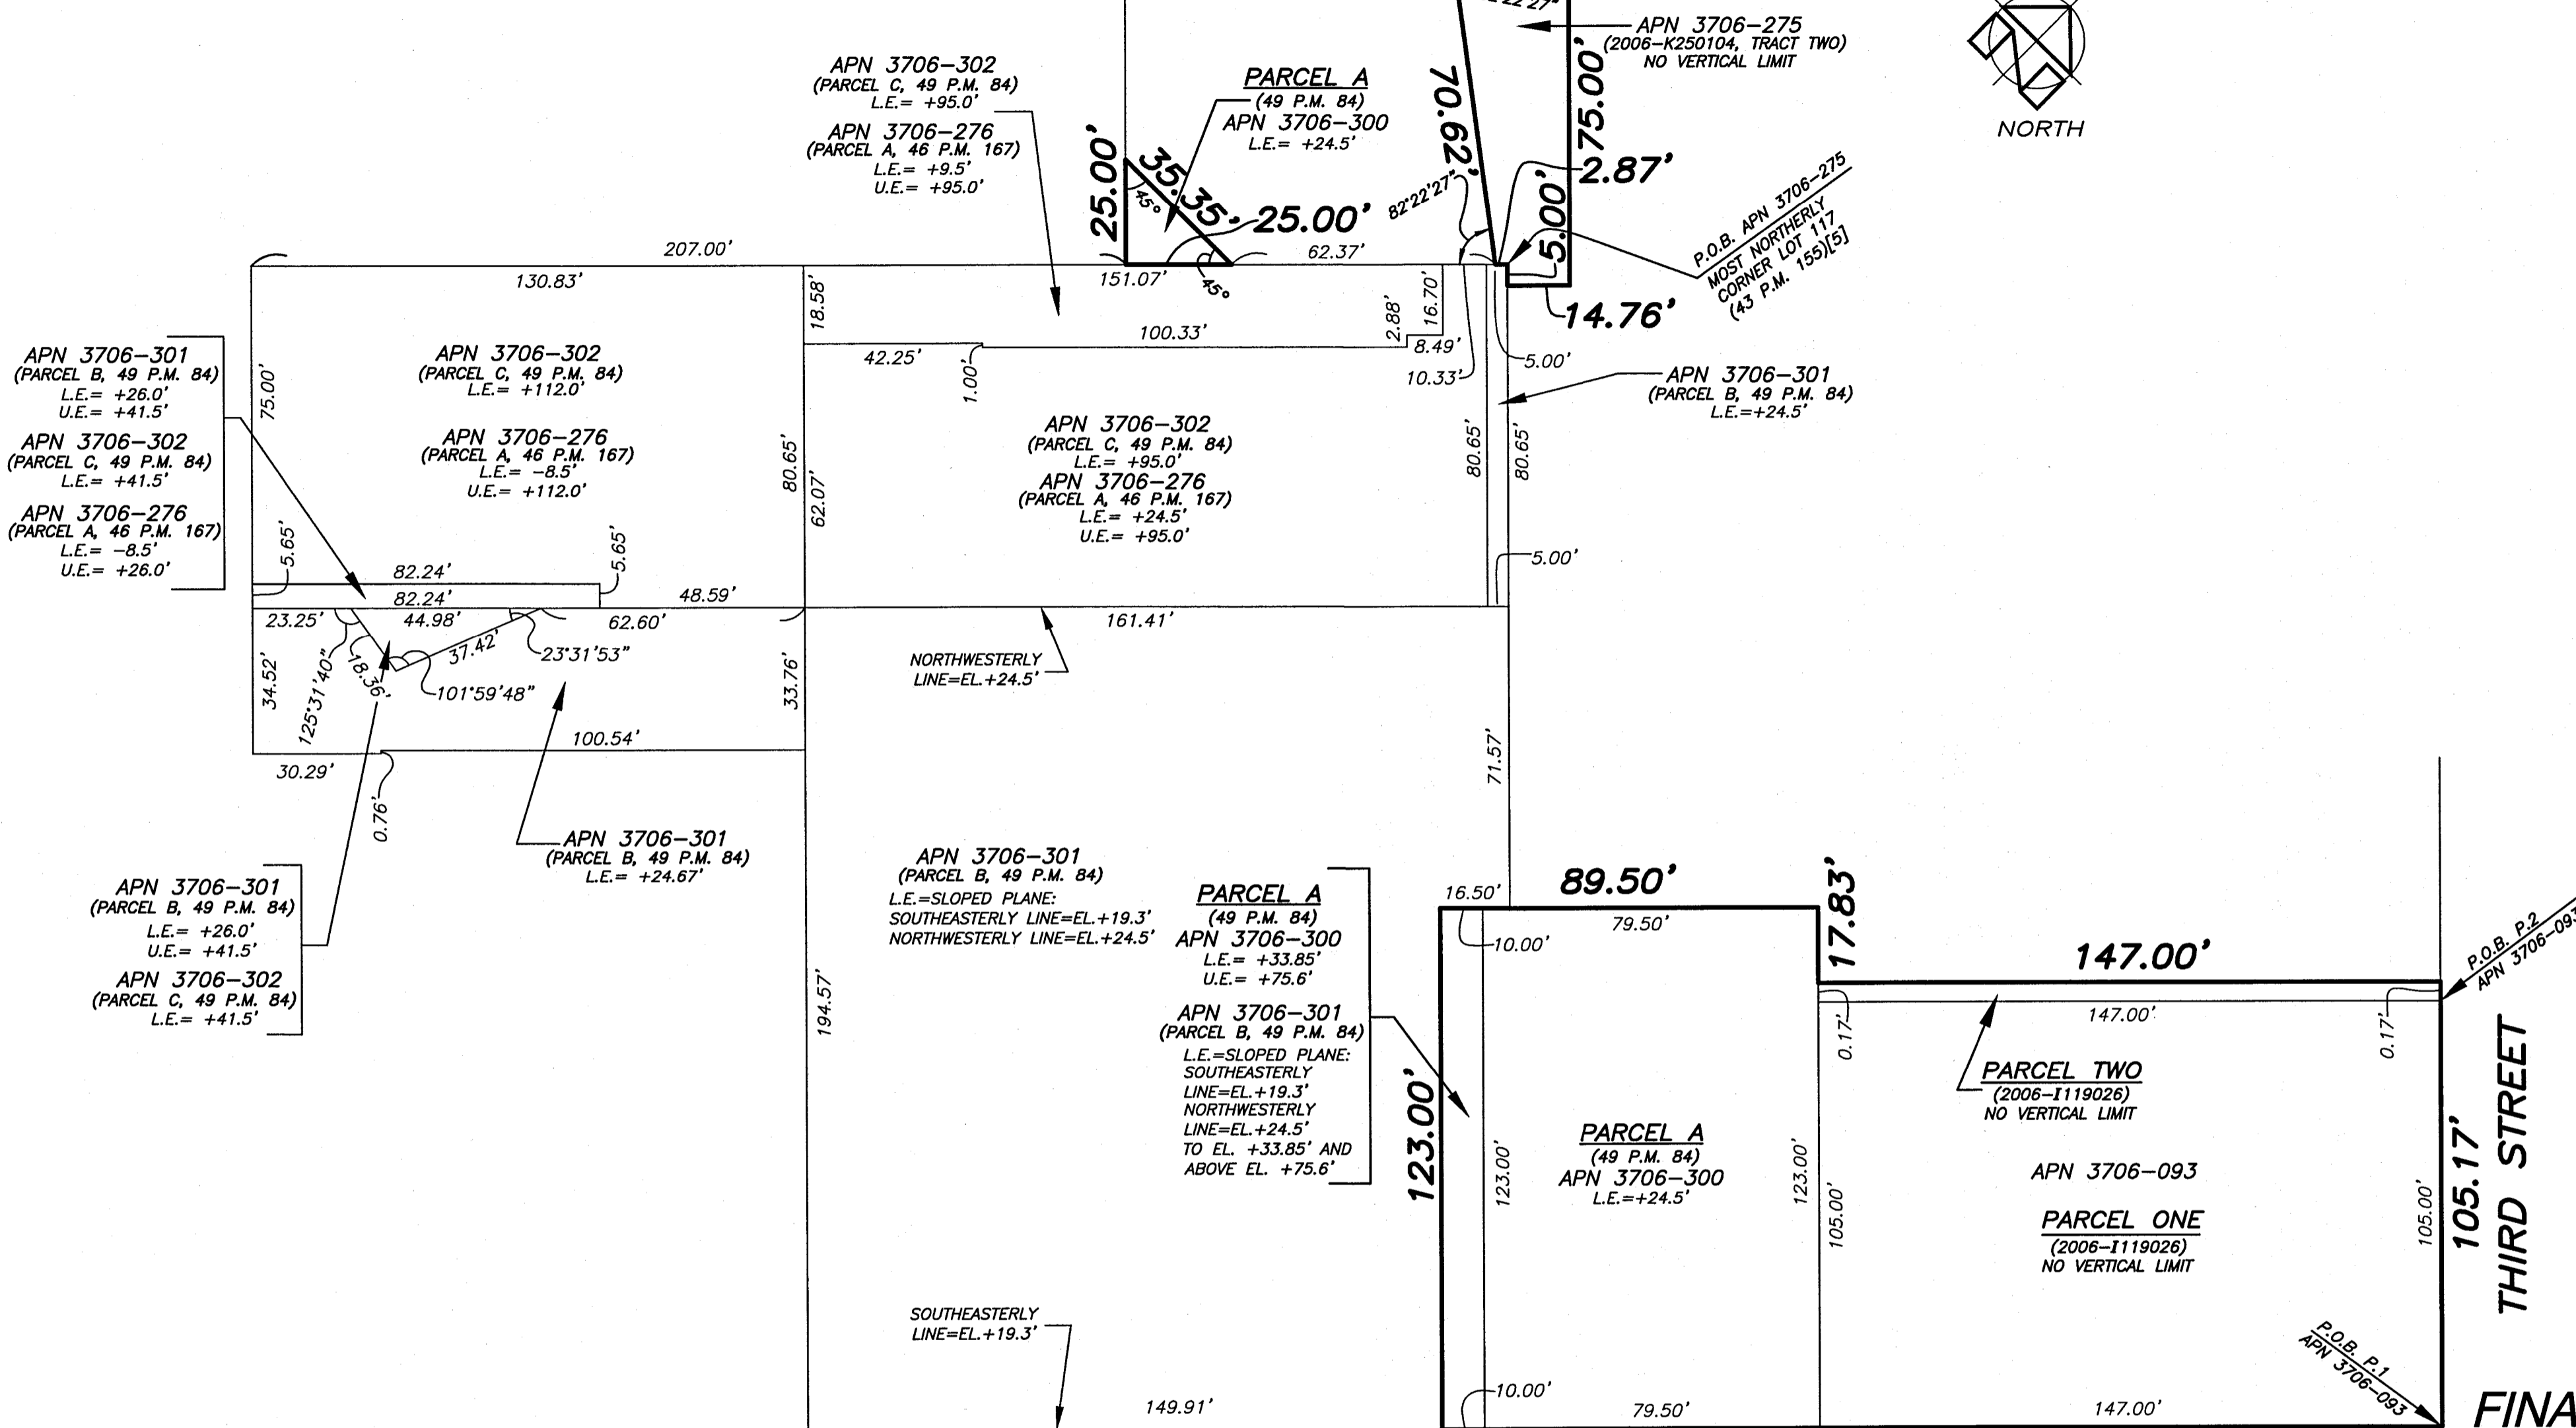 22'27"
APN 3706-275
(2006-K250104, TRACT TWO)
NO VERTICAL LIMIT
NORTH
APN 3706-302
(PARCEL C, 49 P.M. 84)
L.E.= +95.0'
APN 3706-276
(PARCEL A, 46 P.M. 167)
L.E.= +9.5'
U.E.= +95.0'
PARCEL A
(49 P.M. 84)
APN 3706-300
L.E.= +24.5'
25.00'
35.35'
45°
45°
25.00'
70.62'
75.00'
2.87'
5.00'
14.76'
82°22'27"
P.O.B. APN 3706-275
MOST NORTHERLY
CORNER LOT 117
(43 P.M. 155)[5]
207.00'
62.37'
130.83'
151.07'
18.58'
100.33'
2.88'
16.70'
8.49'
42.25'
1.00'
10.33'
5.00'
APN 3706-301
(PARCEL B, 49 P.M. 84)
L.E.=+24.5'
APN 3706-301
(PARCEL B, 49 P.M. 84)
L.E.= +26.0'
U.E.= +41.5'
APN 3706-302
(PARCEL C, 49 P.M. 84)
L.E.= +41.5'
APN 3706-276
(PARCEL A, 46 P.M. 167)
L.E.= -8.5'
U.E.= +26.0'
75.00'
APN 3706-302
(PARCEL C, 49 P.M. 84)
L.E.= +112.0'
APN 3706-276
(PARCEL A, 46 P.M. 167)
L.E.= -8.5'
U.E.= +112.0'
80.65'
62.07'
APN 3706-302
(PARCEL C, 49 P.M. 84)
L.E.= +95.0'
APN 3706-276
(PARCEL A, 46 P.M. 167)
L.E.= +24.5'
U.E.= +95.0'
80.65'
80.65'
5.00'
5.65'
82.24'
5.65'
82.24'
48.59'
23.25'
44.98'
62.60'
161.41'
34.52'
125°31'40"
18.36'
37.42'
23°31'53"
101°59'48"
33.76'
NORTHWESTERLY
LINE=EL.+24.5'
71.57'
100.54'
30.29'
0.76'
APN 3706-301
(PARCEL B, 49 P.M. 84)
L.E.= +24.67'
APN 3706-301
(PARCEL B, 49 P.M. 84)
L.E.= +26.0'
U.E.= +41.5'
APN 3706-302
(PARCEL C, 49 P.M. 84)
L.E.= +41.5'
194.57'
APN 3706-301
(PARCEL B, 49 P.M. 84)
L.E.=SLOPED PLANE:
SOUTHEASTERLY LINE=EL.+19.3'
NORTHWESTERLY LINE=EL.+24.5'
PARCEL A
(49 P.M. 84)
APN 3706-300
L.E.= +33.85'
U.E.= +75.6'
APN 3706-301
(PARCEL B, 49 P.M. 84)
L.E.=SLOPED PLANE:
SOUTHEASTERLY
LINE=EL.+19.3'
NORTHWESTERLY
LINE=EL.+24.5'
TO EL. +33.85' AND
ABOVE EL. +75.6'
16.50'
89.50'
79.50'
10.00'
17.83'
147.00'
P.O.B. P.2
APN 3706-093
0.17'
147.00'
0.17'
PARCEL TWO
(2006-I119026)
NO VERTICAL LIMIT
123.00'
123.00'
PARCEL A
(49 P.M. 84)
APN 3706-300
L.E.=+24.5'
123.00'
105.00'
APN 3706-093
PARCEL ONE
(2006-I119026)
NO VERTICAL LIMIT
105.00'
105.17'
THIRD STREET
SOUTHEASTERLY
LINE=EL.+19.3'
149.91'
10.00'
79.50'
147.00'
P.O.B. P.1
APN 3706-093
FINA